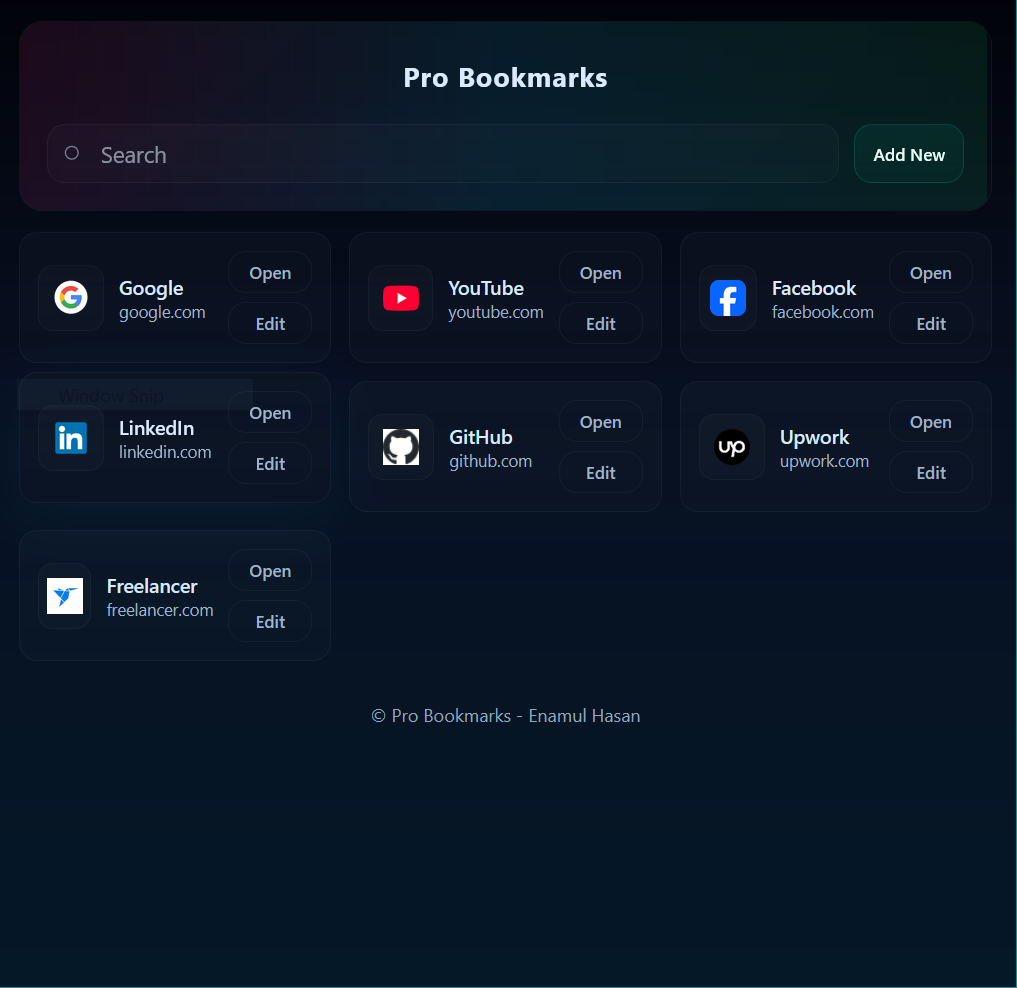 Pro Bookmarks
Search
Add New
Google
google.com
Open
Edit
YouTube
youtube.com
Open
Edit
Facebook
facebook.com
Open
Edit
Window Snip
LinkedIn
linkedin.com
Open
Edit
GitHub
github.com
Open
Edit
up
Upwork
upwork.com
Open
Edit
Freelancer
freelancer.com
Open
Edit
© Pro Bookmarks - Enamul Hasan